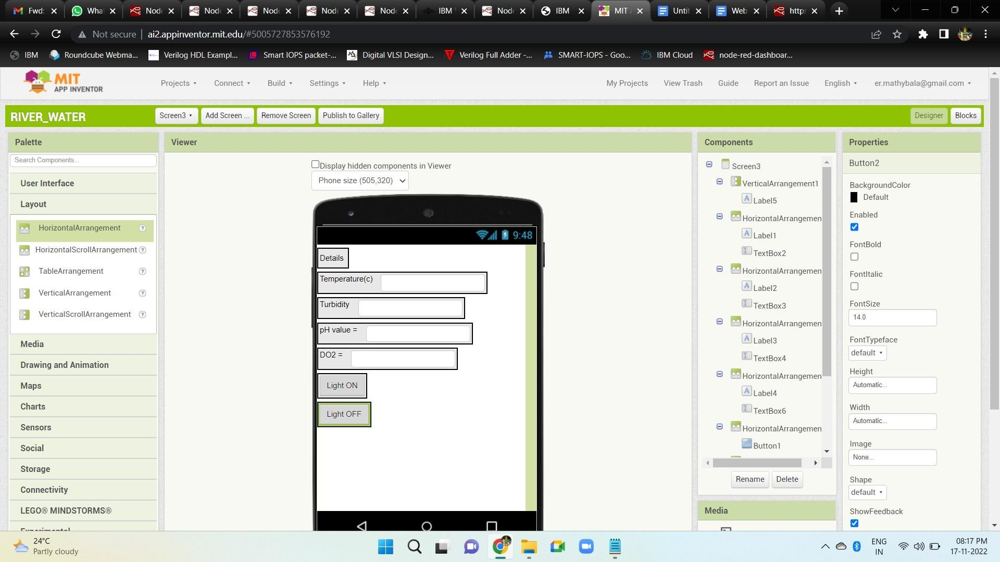 Fwd:
What
Node
Node
Node
Node
Node
IBM
Node
IBM
MIT
Untit
Web
https
Not secure
ai2.appinventor.mit.edu/#5005727853576192
IBM
Roundcube Webma...
Verilog HDL Exampl...
Smart IOPS packet-...
Digital VLSI Design...
Verilog Full Adder -...
SMART-IOPS - Goo...
IBM Cloud
node-red-dashboar...
MIT
APP INVENTOR
Projects
Connect
Build
Settings
Help
My Projects
View Trash
Guide
Report an Issue
English
er.mathybala@gmail.com
RIVER_WATER
Screen3
Add Screen ...
Remove Screen
Publish to Gallery
Designer
Blocks
Palette
Search Components...
User Interface
Layout
HorizontalArrangement
HorizontalScrollArrangement
TableArrangement
VerticalArrangement
VerticalScrollArrangement
Media
Drawing and Animation
Maps
Charts
Sensors
Social
Storage
Connectivity
LEGO® MINDSTORMS®
Experimental
Viewer
Display hidden components in Viewer
Phone size (505,320)
9:48
Details
Temperature(c)
Turbidity
pH value =
DO2 =
Light ON
Light OFF
Components
Screen3
VerticalArrangement1
Label5
HorizontalArrangemen
Label1
TextBox2
HorizontalArrangemen
Label2
TextBox3
HorizontalArrangemen
Label3
TextBox4
HorizontalArrangemen
Label4
TextBox6
HorizontalArrangemen
Button1
Rename
Delete
Media
Properties
Button2
BackgroundColor
Default
Enabled
FontBold
FontItalic
FontSize
14.0
FontTypeface
default
Height
Automatic...
Width
Automatic...
Image
None...
Shape
default
ShowFeedback
24°C
Partly cloudy
ENG
IN
08:17 PM
17-11-2022